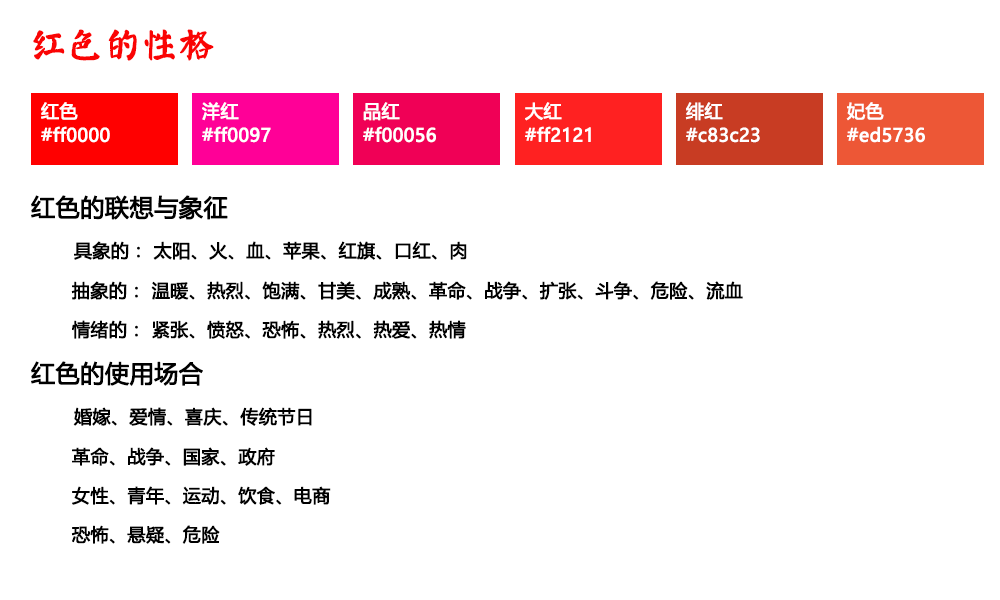 红色的性格
红色 洋红 品红 大红 绯红 妃色
#ff0000 #ff0097 #f00056 #ff2121 #c83c23 #ed5736
红色的联想与象征
具象的： 太阳、火、血、苹果、红旗、口红、肉
抽象的： 温暖、热烈、饱满、甘美、成熟、革命、战争、扩张、斗争、危险、流血
情绪的： 紧张、愤怒、恐怖、热烈、热爱、热情
红色的使用场合
婚嫁、爱情、喜庆、传统节日
革命、战争、国家、政府
女性、青年、运动、饮食、电商
恐怖、悬疑、危险